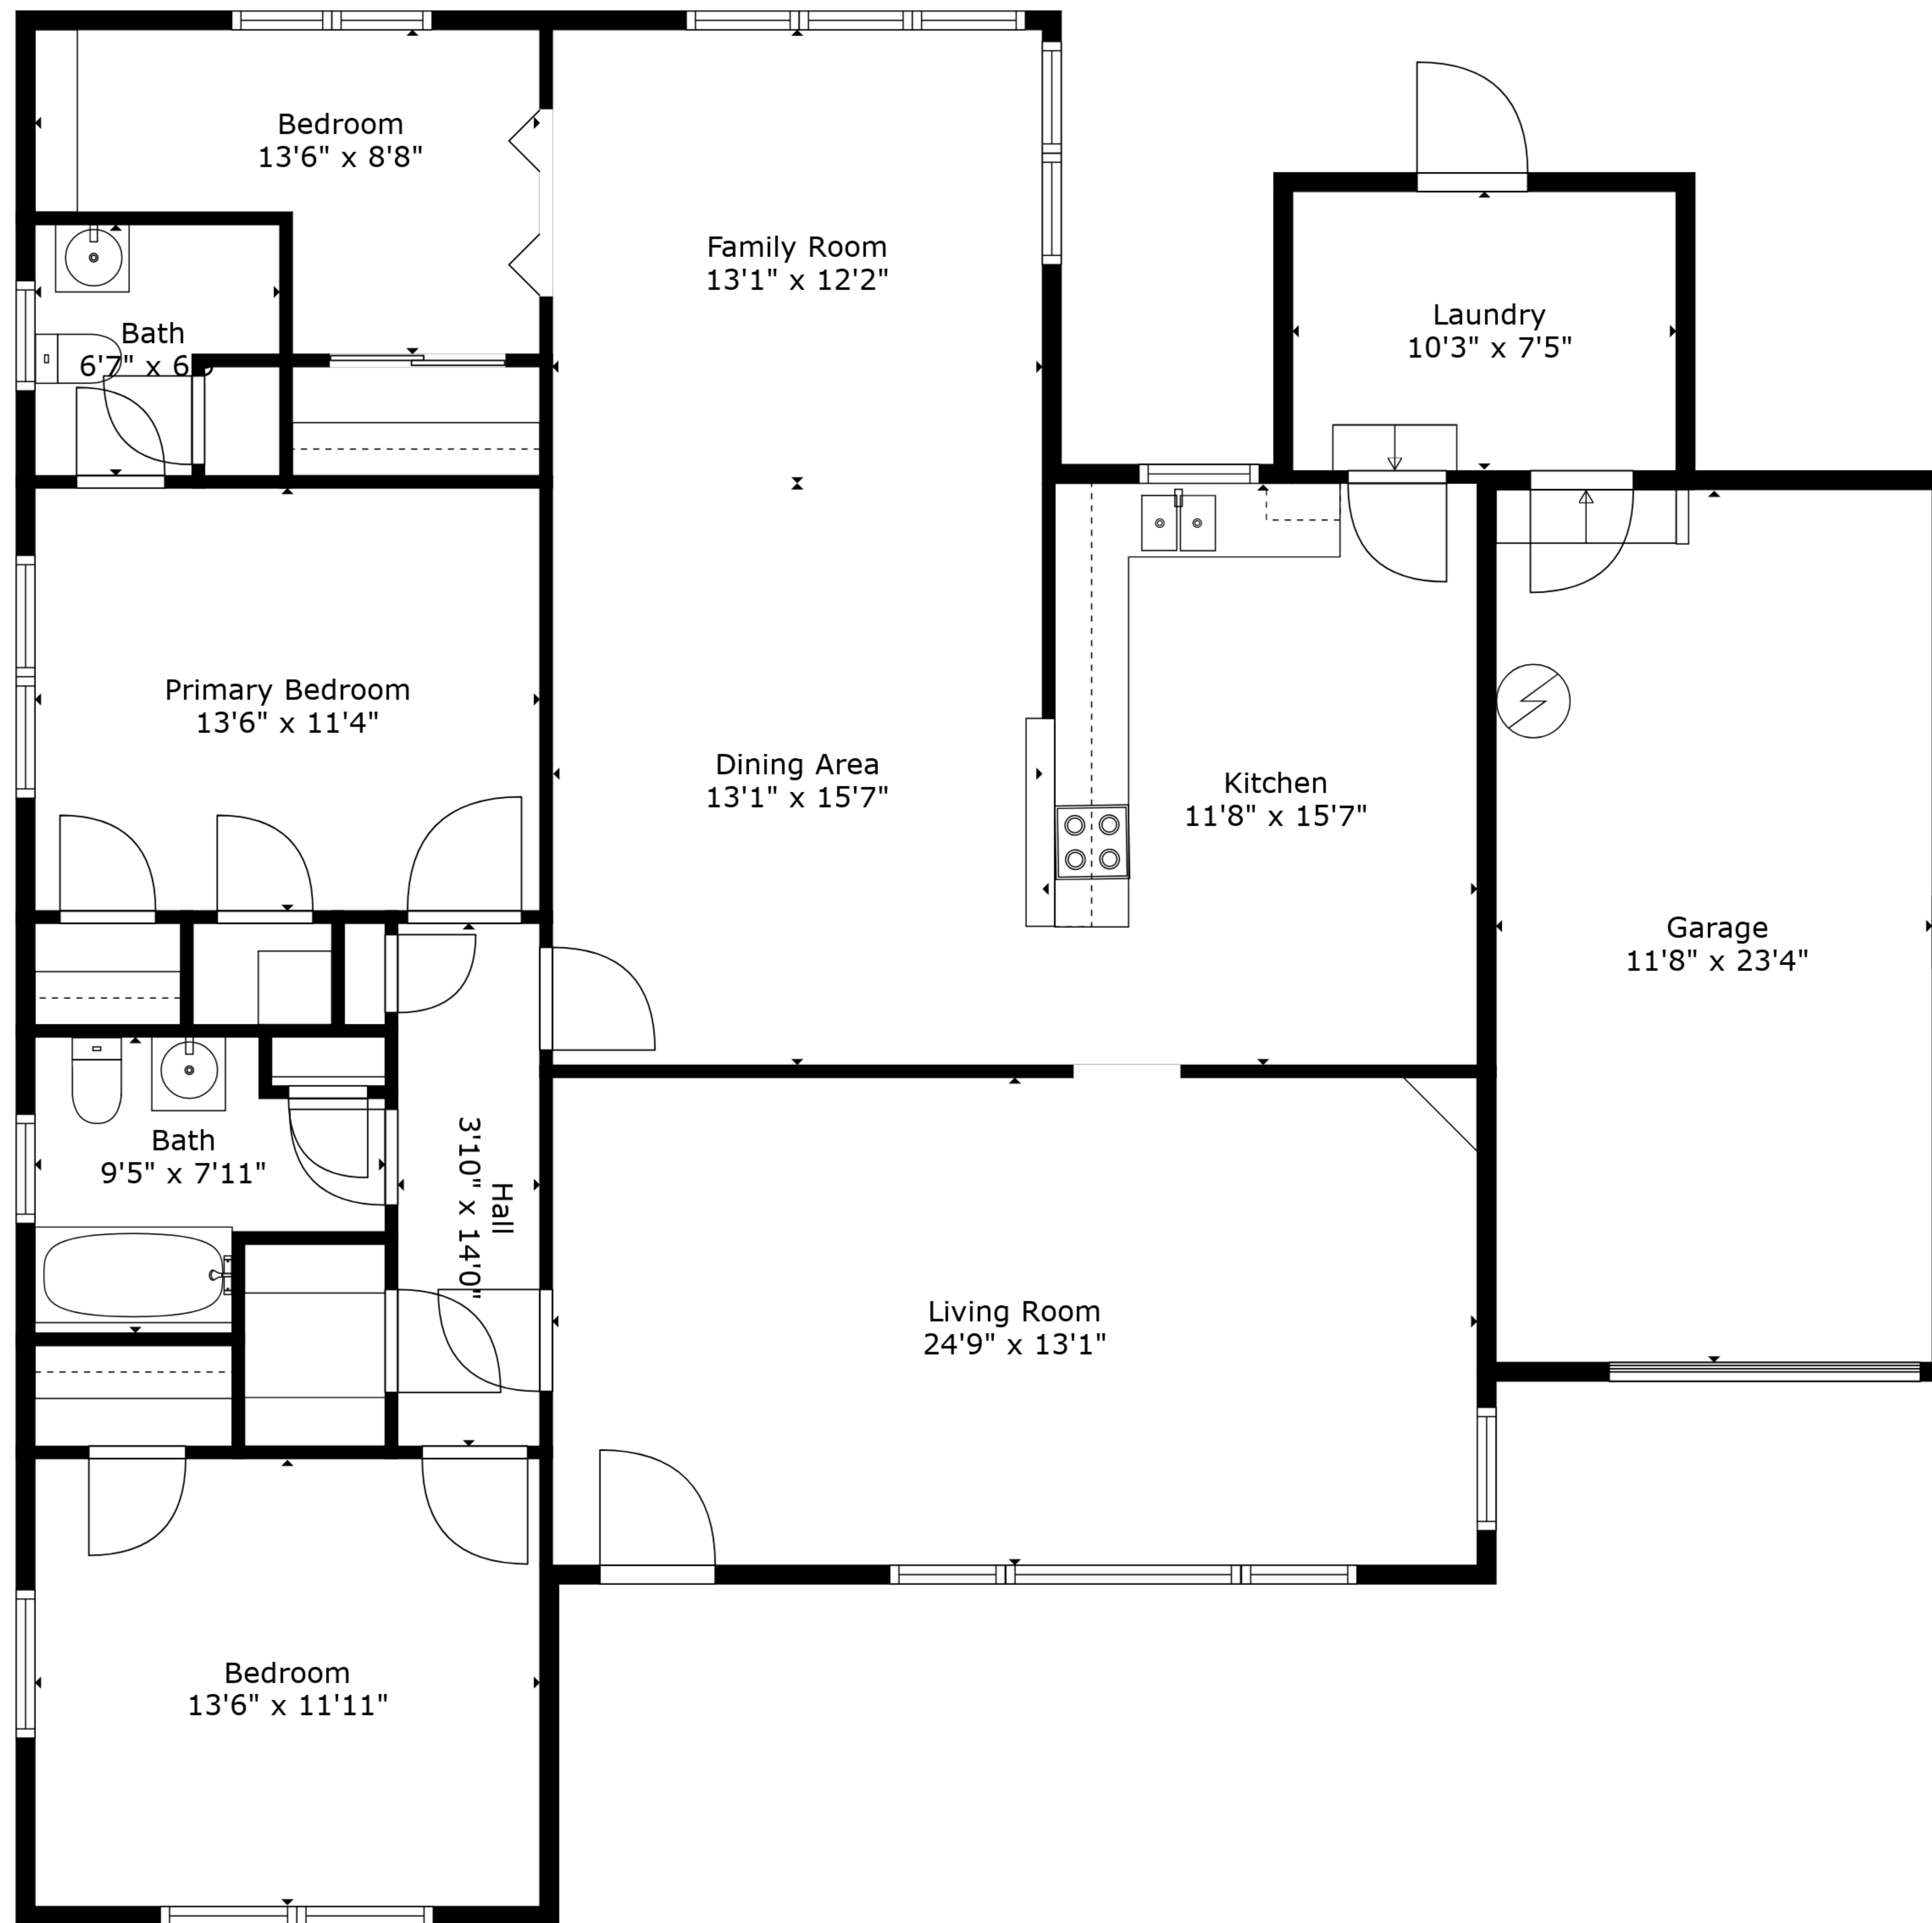 Bedroom
13'6" x 8'8"
Family Room
13'1" x 12'2"
Laundry
10'3" x 7'5"
Bath
6'7" x
Primary Bedroom
13'6" x 11'4"
Dining Area
13'1" x 15'7"
Kitchen
11'8" x 15'7"
Garage
11'8" x 23'4"
Bath
9'5" x 7'11"
Hall
3'10" x 14'0"
Living Room
24'9" x 13'1"
Bedroom
13'6" x 11'11"